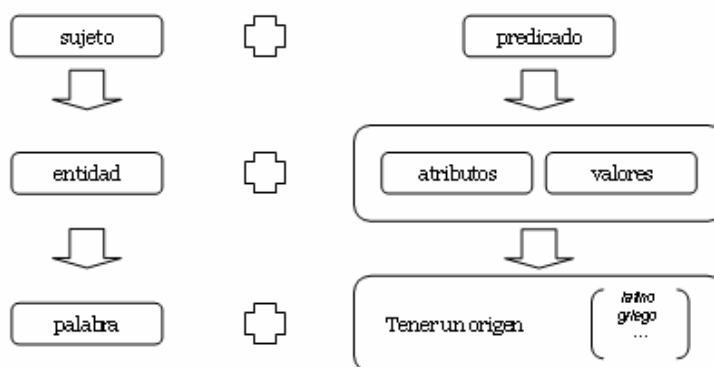 sujeto
predicado
entidad
atributos
valores
palabra
Tener un origen
latino
griego
...